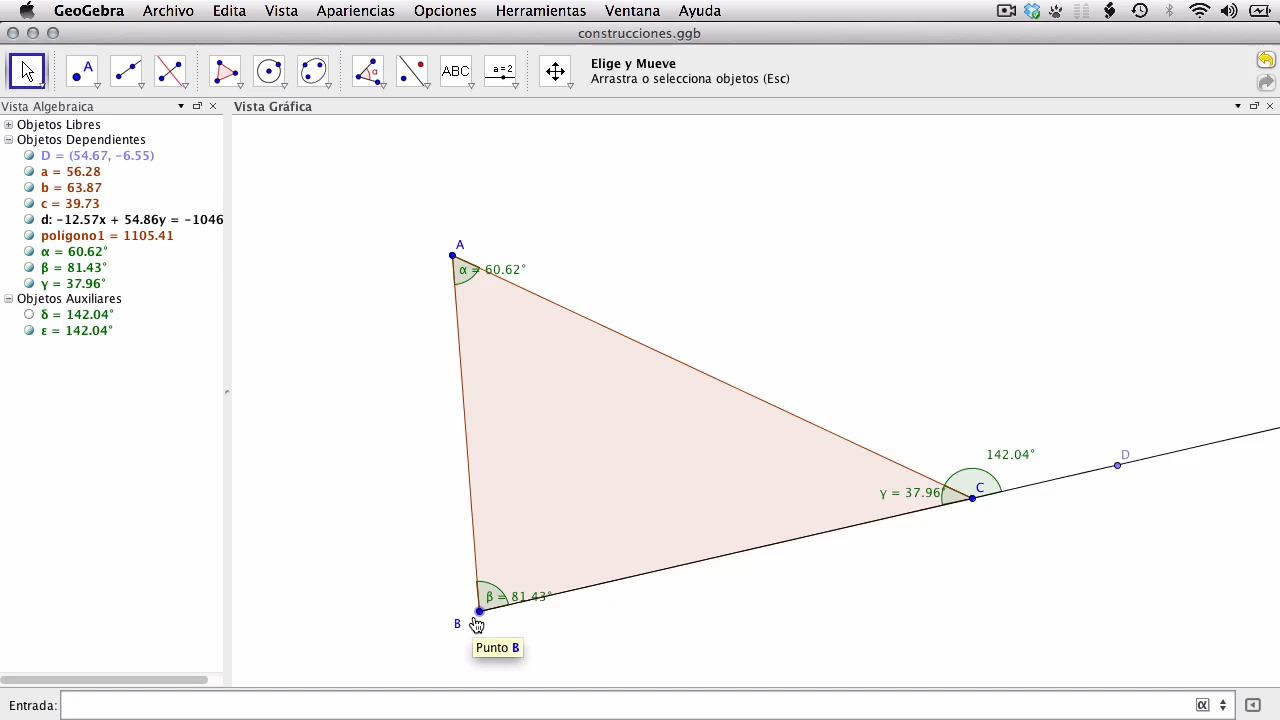 GeoGebra Archivo Edita Vista Apariencias Opciones Herramientas Ventana Ayuda
construcciones.ggb
A α ABC a=2 Elige y Mueve
Arrastra o selecciona objetos (Esc)
Vista Algebraica Vista Gráfica
Objetos Libres
Objetos Dependientes
D = (54.67, -6.55)
a = 56.28
b = 63.87
c = 39.73
d: -12.57x + 54.86y = -1046
polígono1 = 1105.41
α = 60.62°
β = 81.43°
γ = 37.96°
Objetos Auxiliares
δ = 142.04°
ε = 142.04°
A
α = 60.62°
142.04°
D
C
γ = 37.96°
β = 81.43°
B
Punto B
Entrada: α